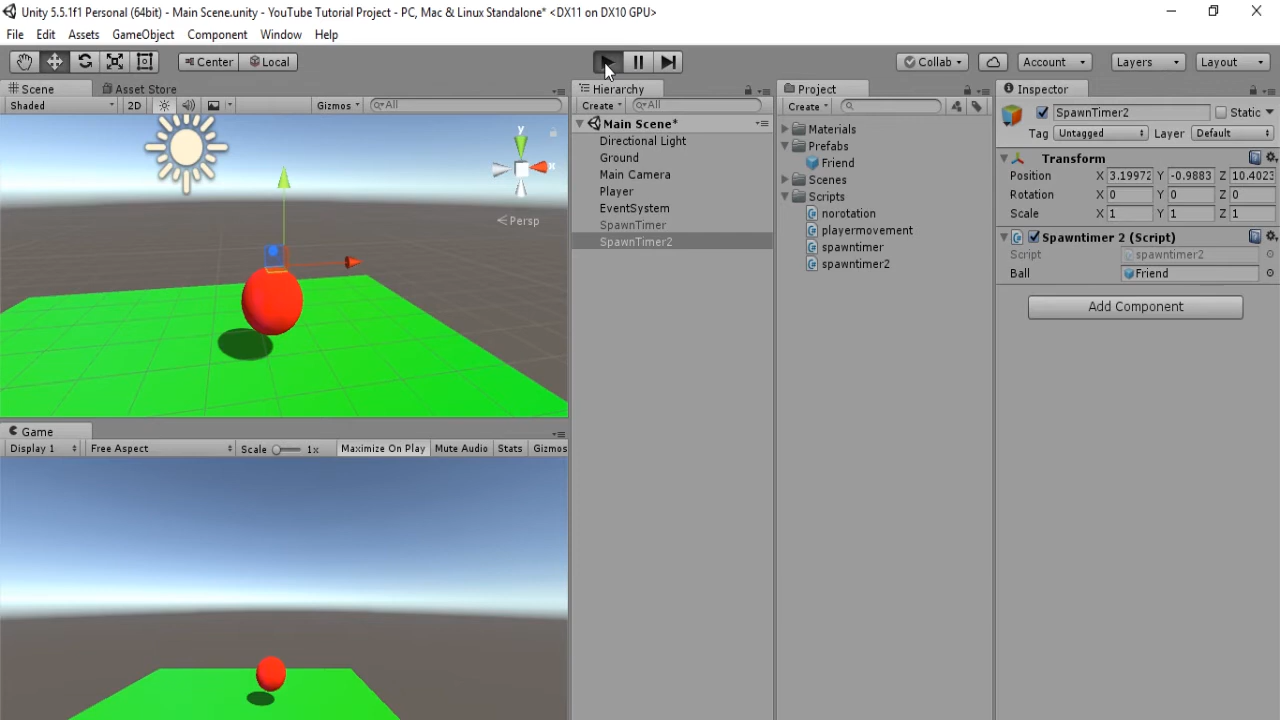 Unity 5.5.1f1 Personal (64bit) - Main Scene.unity - YouTube Tutorial Project - PC, Mac & Linux Standalone* <DX11 on DX10 GPU>
File Edit Assets GameObject Component Window Help
Center Local Collab Account Layers Layout
Scene Asset Store
Shaded 2D Gizmos All
y
x
Persp
Game
Display 1 Free Aspect Scale 1x Maximize On Play Mute Audio Stats Gizmos
Hierarchy
Create All
Main Scene*
Directional Light
Ground
Main Camera
Player
EventSystem
SpawnTimer
SpawnTimer2
Project
Create
Materials
Prefabs
Friend
Scenes
Scripts
norotation
playermovement
spawntimer
spawntimer2
Inspector
SpawnTimer2 Static
Tag Untagged Layer Default
Transform
Position X 3.19972 Y -0.9883 Z 10.4023
Rotation X 0 Y 0 Z 0
Scale X 1 Y 1 Z 1
Spawntimer 2 (Script)
Script spawntimer2
Ball Friend
Add Component